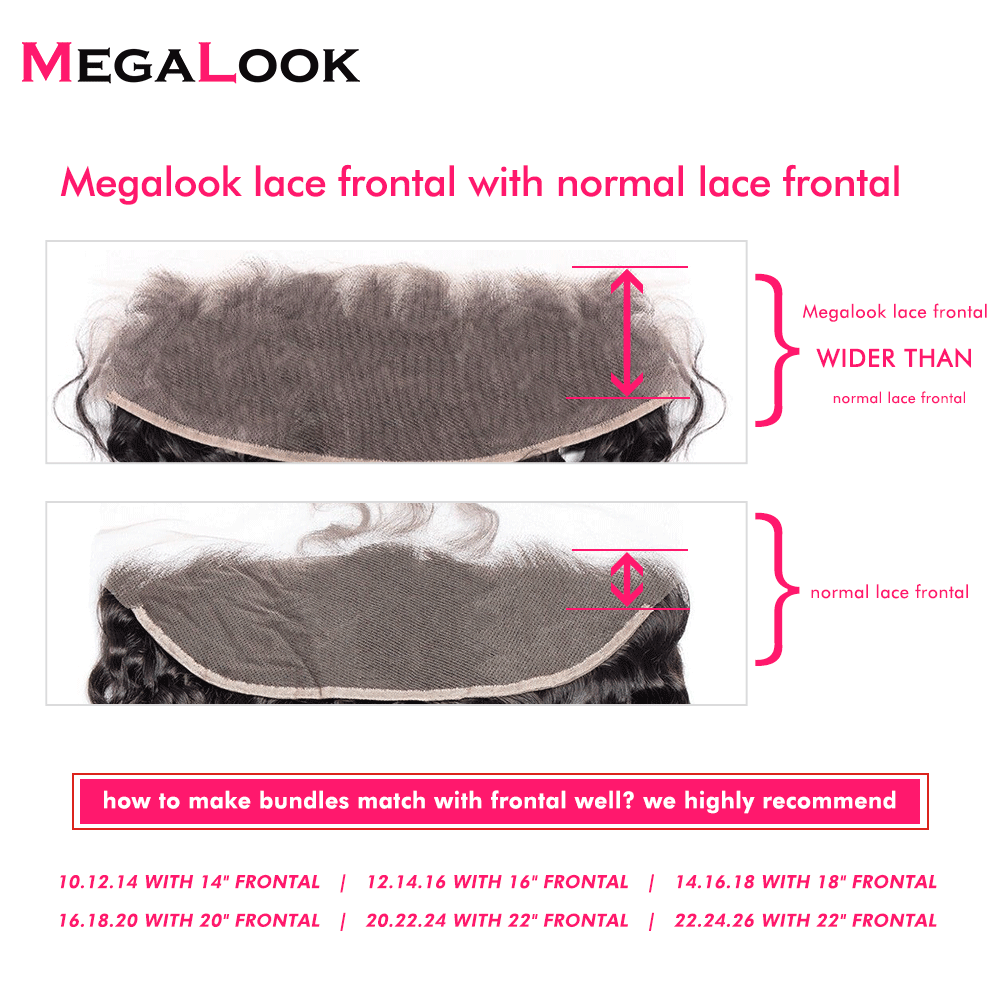 MEGALOOK
Megalook lace frontal with normal lace frontal
Megalook lace frontal
WIDER THAN
normal lace frontal
normal lace frontal
how to make bundles match with frontal well? we highly recommend
10.12.14 WITH 14" FRONTAL | 12.14.16 WITH 16" FRONTAL | 14.16.18 WITH 18" FRONTAL
16.18.20 WITH 20" FRONTAL | 20.22.24 WITH 22" FRONTAL | 22.24.26 WITH 22" FRONTAL